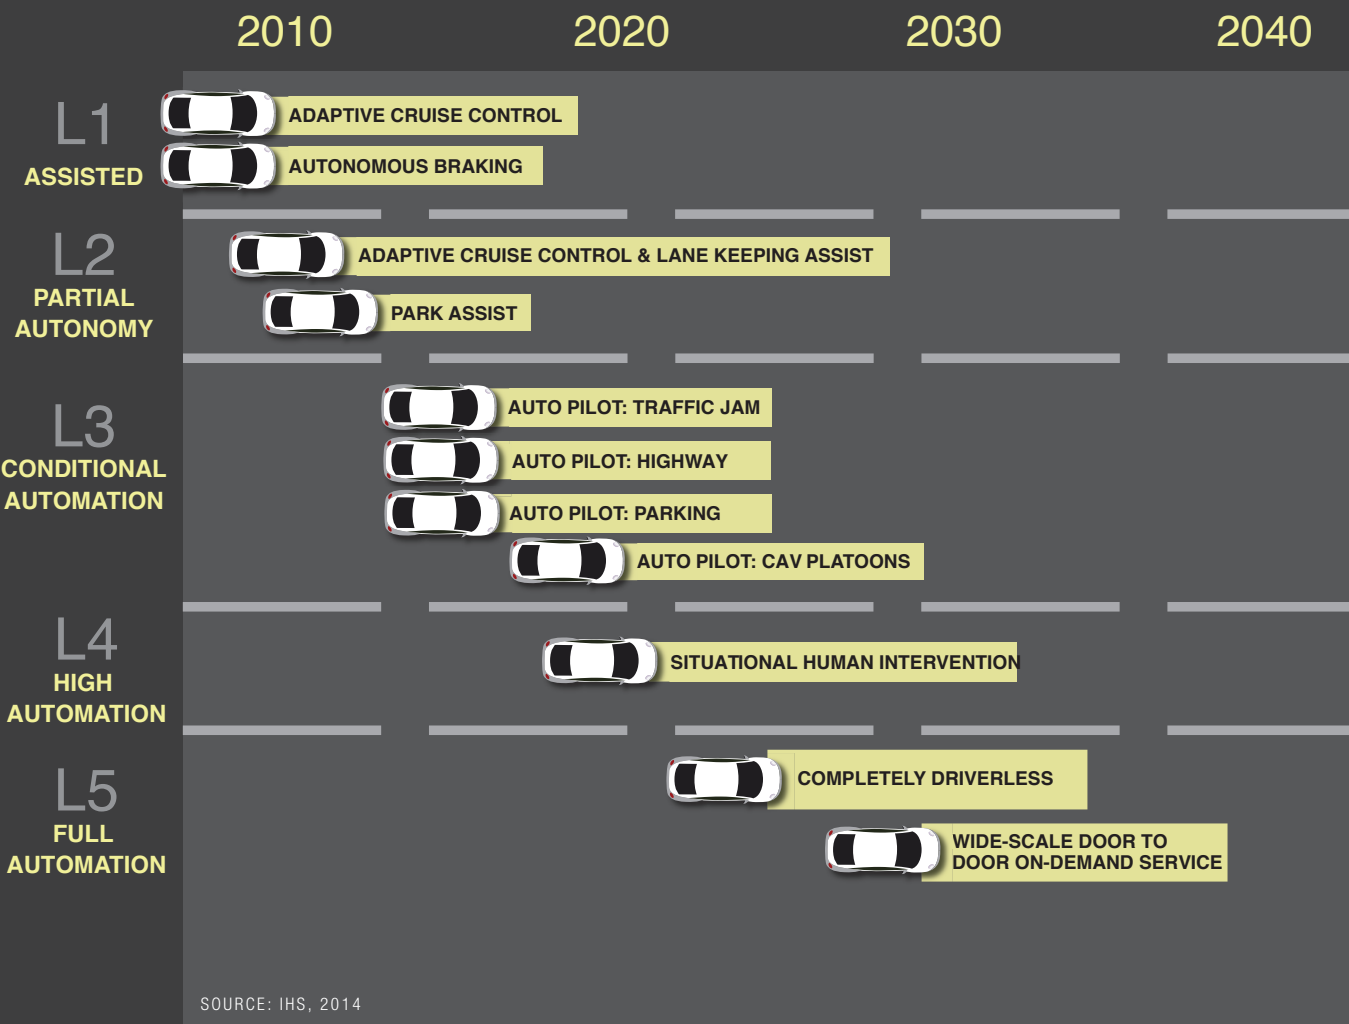 2010 2020 2030 2040
L1
ASSISTED
ADAPTIVE CRUISE CONTROL
AUTONOMOUS BRAKING
L2
PARTIAL
AUTONOMY
ADAPTIVE CRUISE CONTROL & LANE KEEPING ASSIST
PARK ASSIST
L3
CONDITIONAL
AUTOMATION
AUTO PILOT: TRAFFIC JAM
AUTO PILOT: HIGHWAY
AUTO PILOT: PARKING
AUTO PILOT: CAV PLATOONS
L4
HIGH
AUTOMATION
SITUATIONAL HUMAN INTERVENTION
L5
FULL
AUTOMATION
COMPLETELY DRIVERLESS
WIDE-SCALE DOOR TO
DOOR ON-DEMAND SERVICE
SOURCE: IHS, 2014